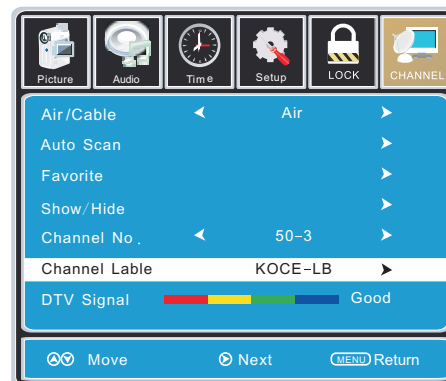 Picture Audio Time Setup LOCK CHANNEL
Air/Cable Air
Auto Scan
Favorite
Show/Hide
Channel No. 50-3
Channel Lable KOCE-LB
DTV Signal Good
Move Next MENU Return